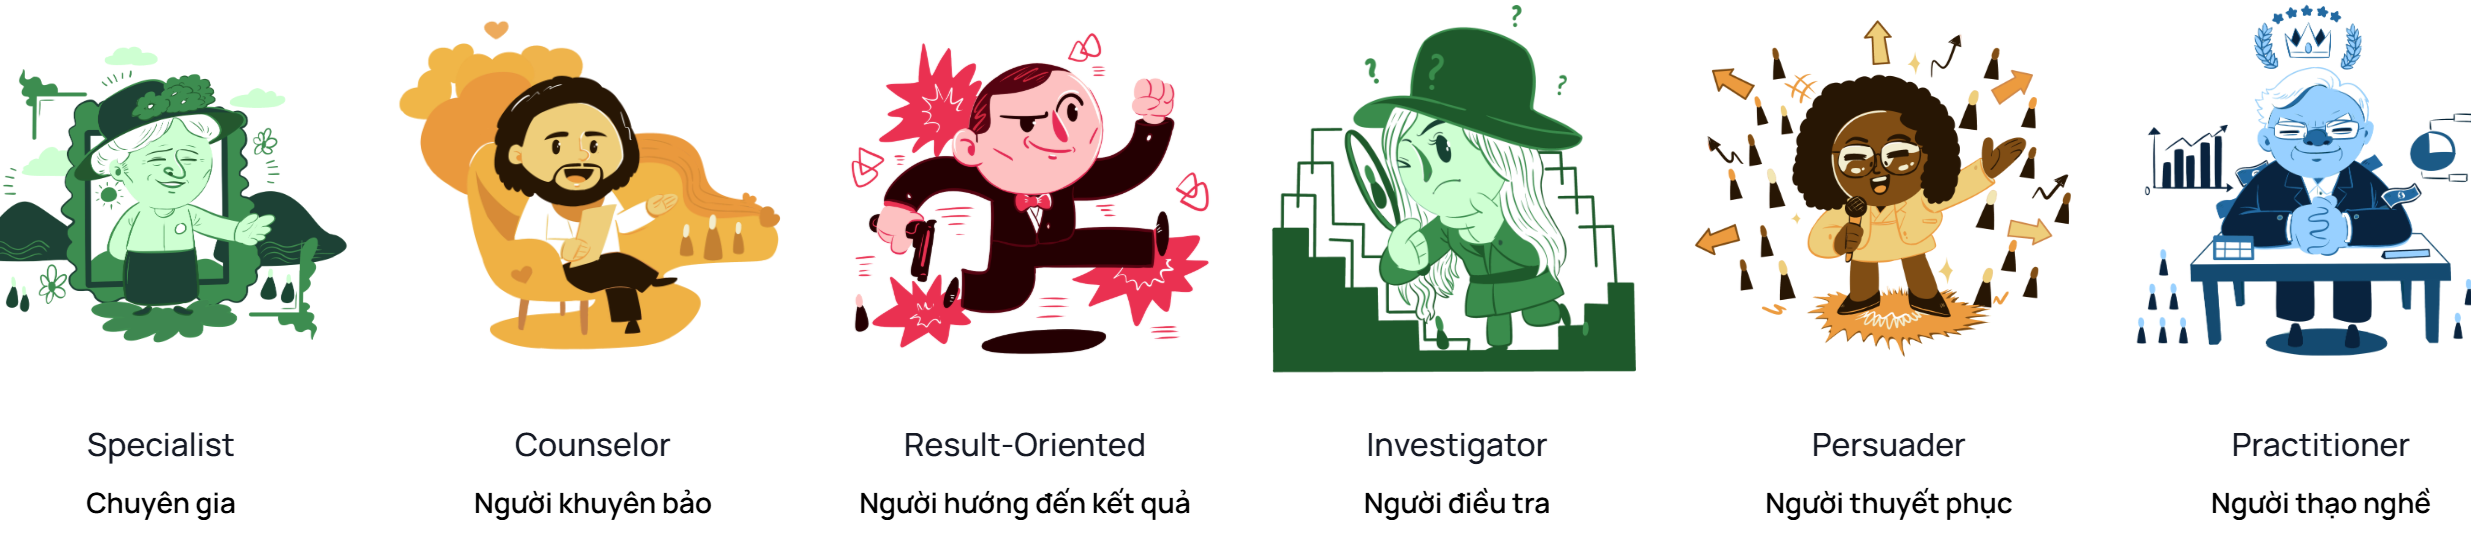 Specialist
Chuyên gia
Counselor
Người khuyên bảo
Result-Oriented
Người hướng đến kết quả
? ? ? ?
Investigator
Người điều tra
Persuader
Người thuyết phục
0
Practitioner
Người thạo nghề